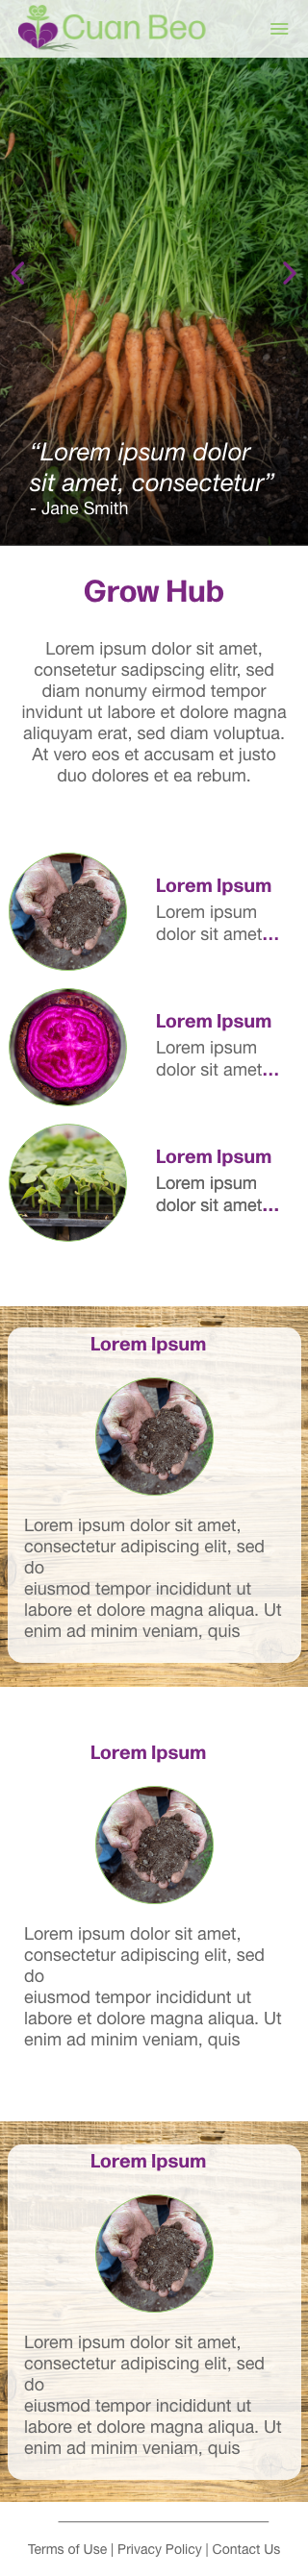 Cuan Beo
“Lorem ipsum dolor
sit amet, consectetur”
- Jane Smith
Grow Hub
Lorem ipsum dolor sit amet,
consetetur sadipscing elitr, sed
diam nonumy eirmod tempor
invidunt ut labore et dolore magna
aliquyam erat, sed diam voluptua.
At vero eos et accusam et justo
duo dolores et ea rebum.
Lorem Ipsum
Lorem ipsum
dolor sit amet...
Lorem Ipsum
Lorem ipsum
dolor sit amet...
Lorem Ipsum
Lorem ipsum
dolor sit amet...
Lorem Ipsum
Lorem ipsum dolor sit amet,
consectetur adipiscing elit, sed
do
eiusmod tempor incididunt ut
labore et dolore magna aliqua. Ut
enim ad minim veniam, quis
Lorem Ipsum
Lorem ipsum dolor sit amet,
consectetur adipiscing elit, sed
do
eiusmod tempor incididunt ut
labore et dolore magna aliqua. Ut
enim ad minim veniam, quis
Lorem Ipsum
Lorem ipsum dolor sit amet,
consectetur adipiscing elit, sed
do
eiusmod tempor incididunt ut
labore et dolore magna aliqua. Ut
enim ad minim veniam, quis
Terms of Use | Privacy Policy | Contact Us